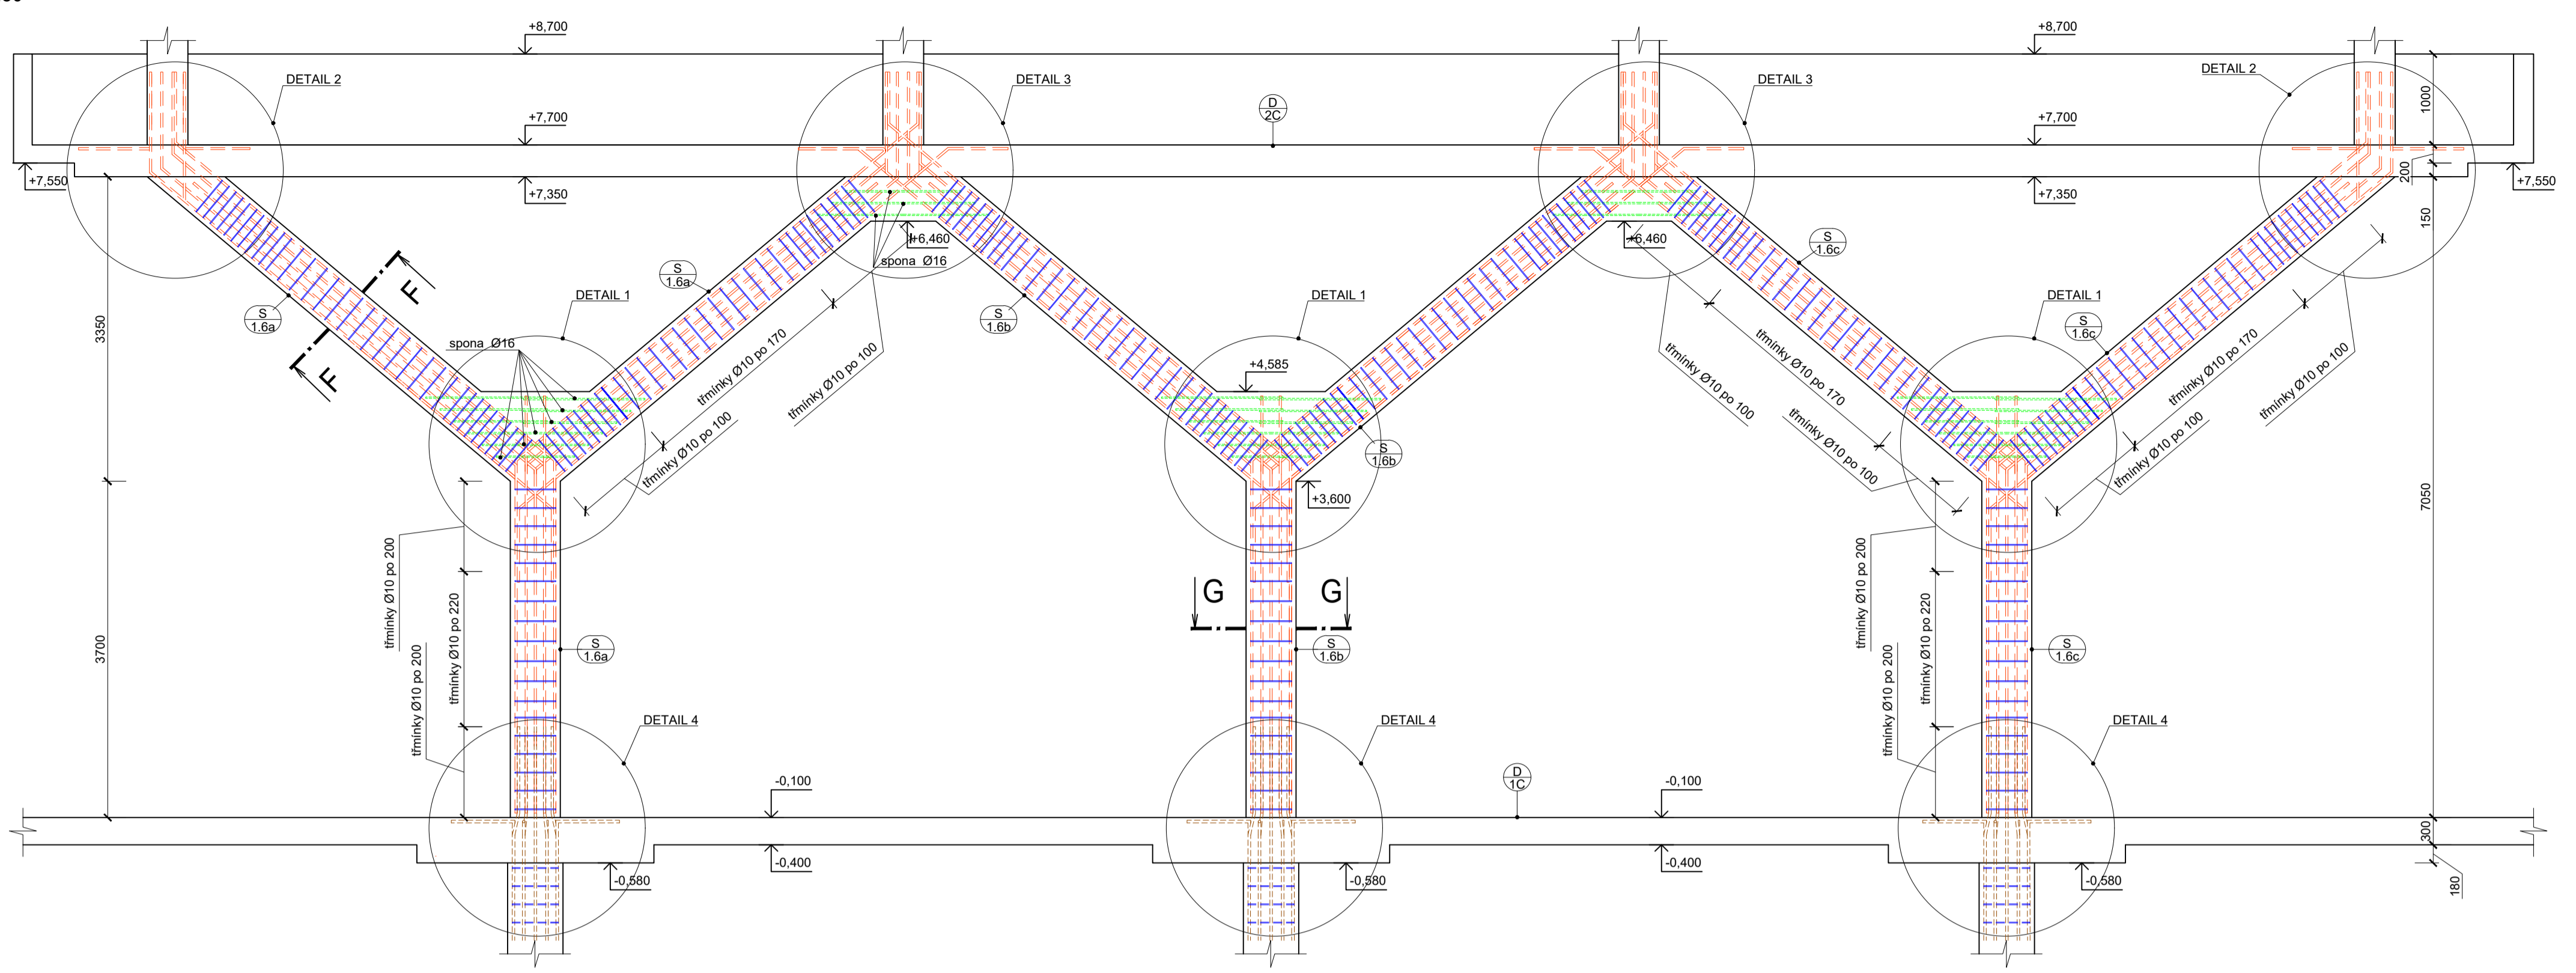 +8,700
+8,700
DETAIL 2
DETAIL 3
DETAIL 3
DETAIL 2
D
2C
1000
+7,700
+7,700
+7,550
+7,350
+7,350
200
+7,550
150
+6,460
+6,460
spona Ø16
S
1.6a
S
1.6c
F
F
S
1.6a
S
1.6b
DETAIL 1
DETAIL 1
DETAIL 1
S
1.6c
3350
spona Ø16
+4,585
třmínky Ø10 po 170
třmínky Ø10 po 100
třmínky Ø10 po 100
třmínky Ø10 po 100
třmínky Ø10 po 170
třmínky Ø10 po 100
třmínky Ø10 po 170
třmínky Ø10 po 100
třmínky Ø10 po 100
S
1.6b
+3,600
7050
třmínky Ø10 po 200
třmínky Ø10 po 220
třmínky Ø10 po 200
třmínky Ø10 po 200
třmínky Ø10 po 220
třmínky Ø10 po 200
G
G
3700
S
1.6a
S
1.6b
S
1.6c
DETAIL 4
DETAIL 4
DETAIL 4
-0,100
D
1C
-0,100
300
-0,400
-0,400
-0,580
-0,580
-0,580
180